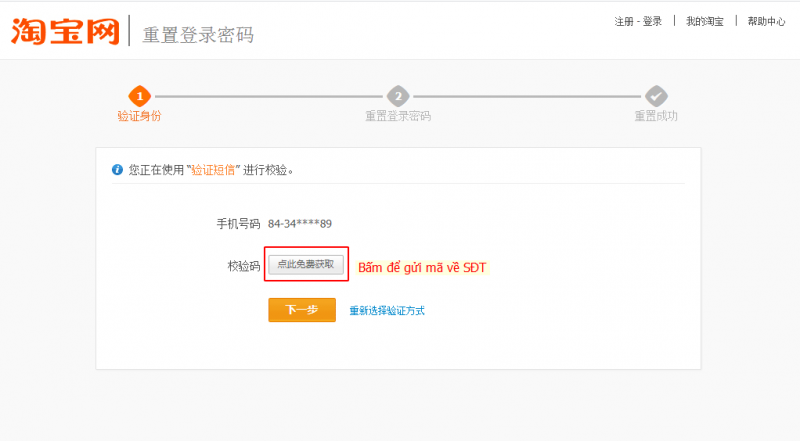 淘宝网 重置登录密码 注册 - 登录 | 我的淘宝 | 帮助中心
1 2
验证身份 重置登录密码 重置成功
您正在使用 “验证短信” 进行校验。
手机号码 84-34****89
校验码 点此免费获取 Bấm để gửi mã về SĐT
下一步 重新选择验证方式